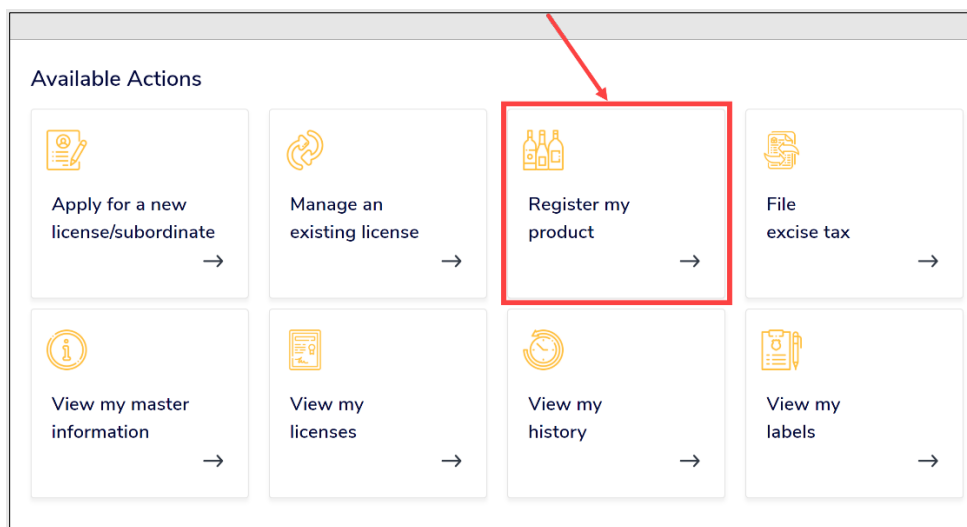 Available Actions
Apply for a new
license/subordinate
Manage an
existing license
Register my
product
File
excise tax
View my master
information
View my
licenses
View my
history
View my
labels